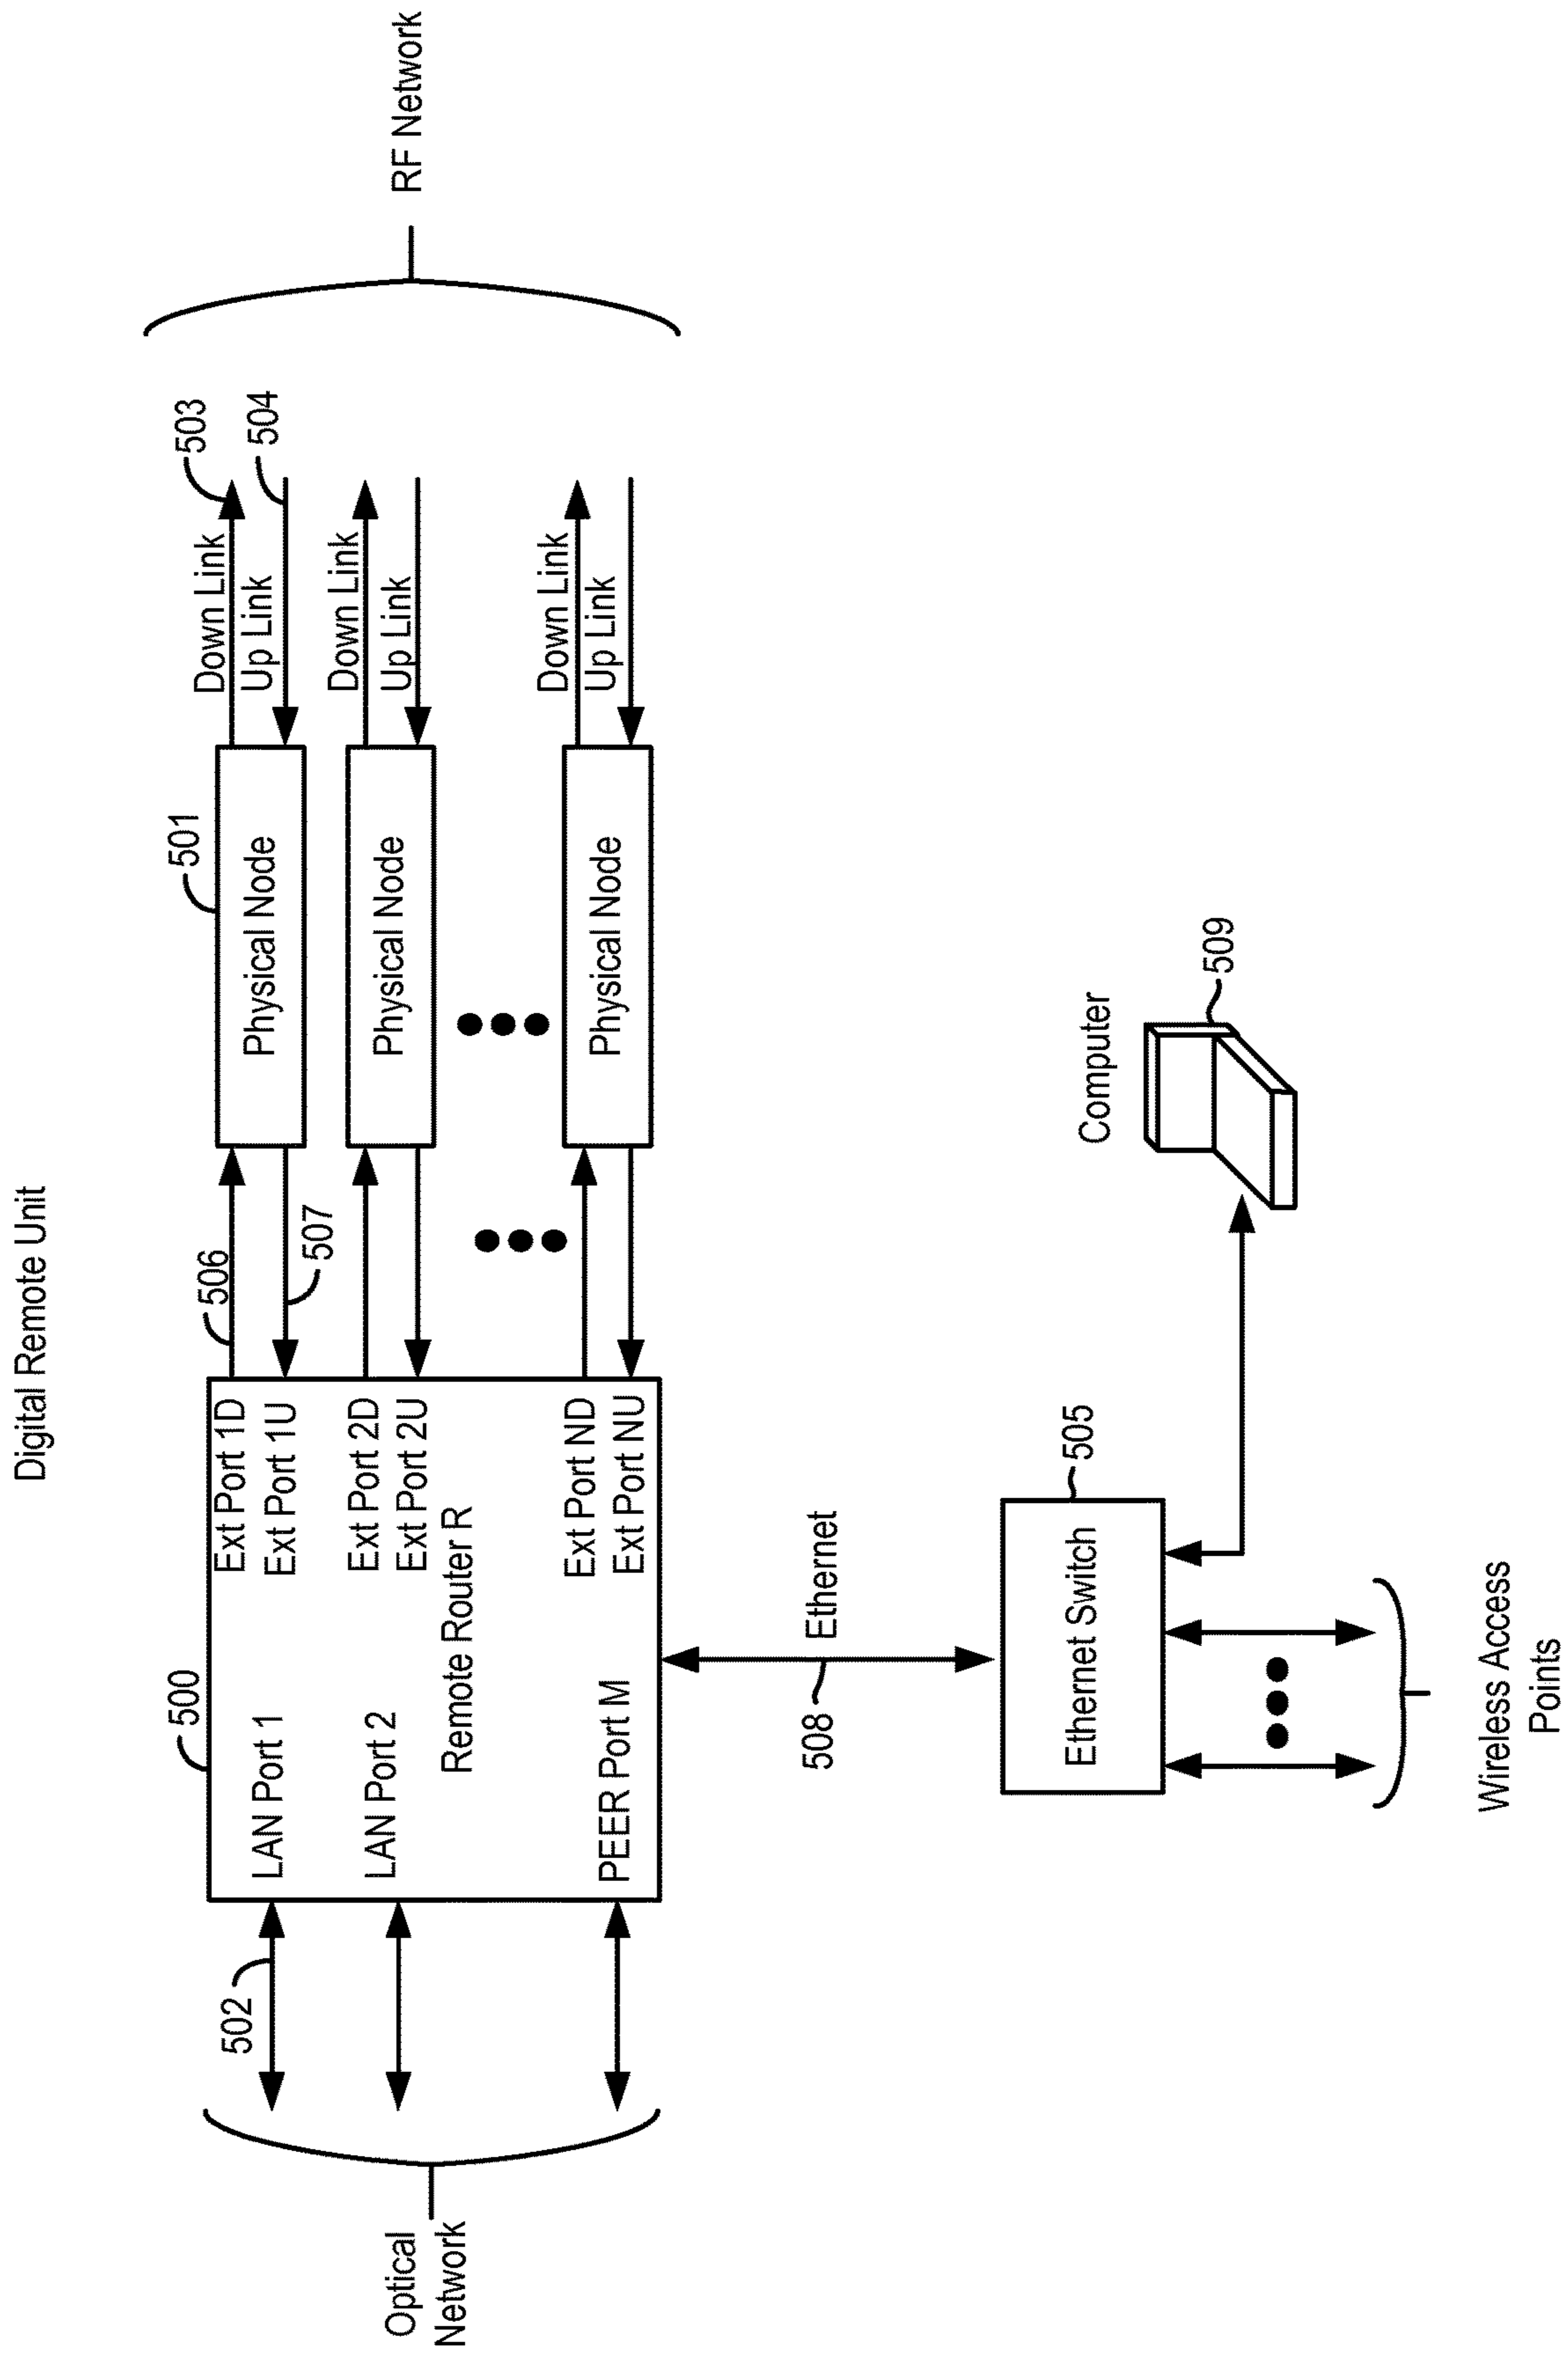 Digital Remote Unit
500
501
503
504
506
507
502
Optical
Network
LAN Port 1
LAN Port 2
PEER Port M
Remote Router R
Ext Port 1D
Ext Port 1U
Ext Port 2D
Ext Port 2U
Ext Port ND
Ext Port NU
Physical Node
Physical Node
Physical Node
Down Link
Up Link
Down Link
Up Link
Down Link
Up Link
RF Network
508
Ethernet
Ethernet Switch
505
Computer
509
Wireless Access
Points